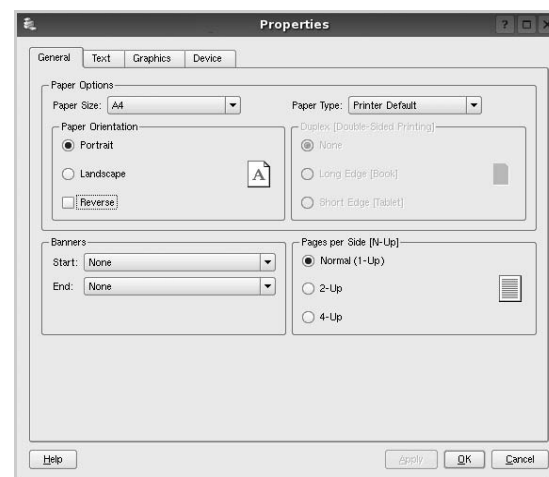 Properties
General Text Graphics Device
Paper Options
Paper Size: A4 Paper Type: Printer Default
Paper Orientation
Portrait
Landscape
Reverse
A
Duplex [Double-Sided Printing]
None
Long Edge [Book]
Short Edge [Tablet]
Banners
Start: None
End: None
Pages per Side [N-Up]
Normal (1-Up)
2-Up
4-Up
Help Apply OK Cancel